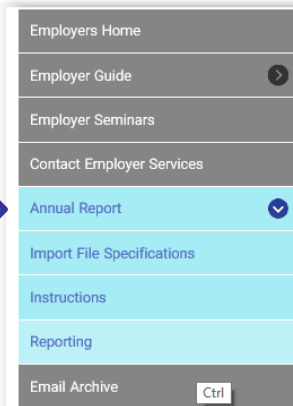 Employers Home
Employer Guide
Employer Seminars
Contact Employer Services
Annual Report
Import File Specifications
Instructions
Reporting
Email Archive
Ctrl